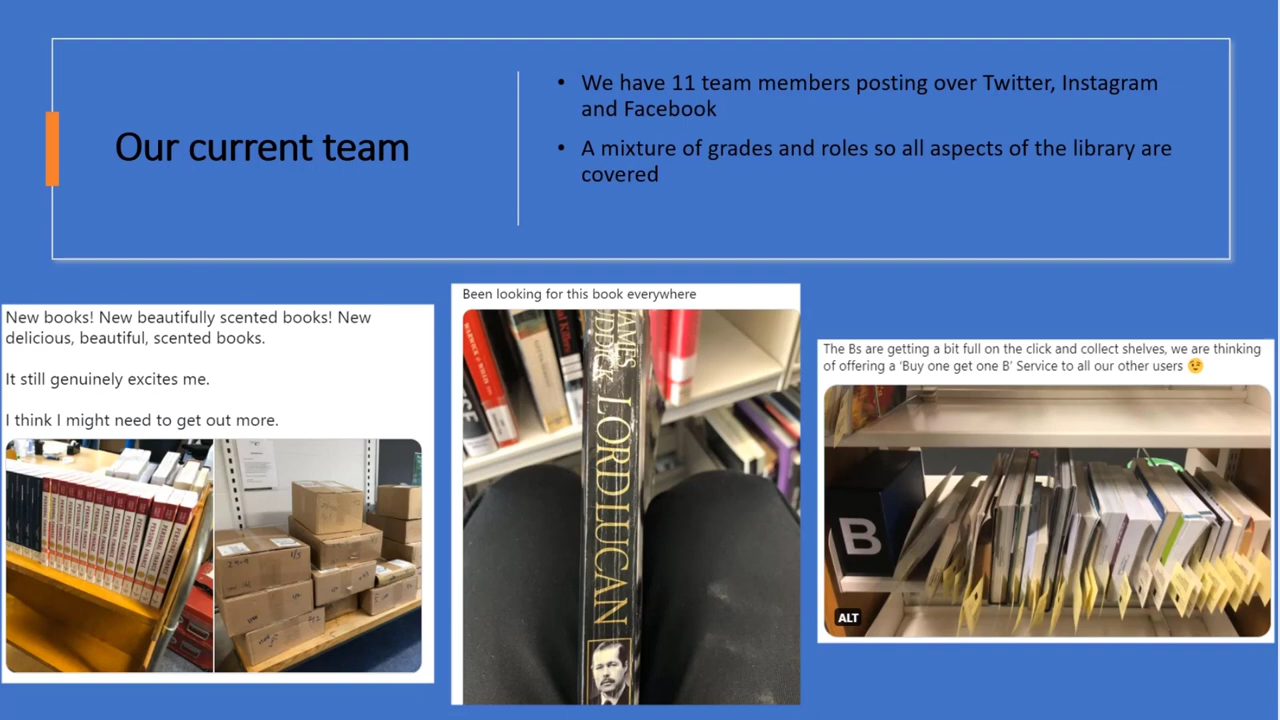 Our current team
• We have 11 team members posting over Twitter, Instagram
and Facebook
• A mixture of grades and roles so all aspects of the library are
covered
New books! New beautifully scented books! New
delicious, beautiful, scented books.
It still genuinely excites me.
I think I might need to get out more.
Been looking for this book everywhere
JAMES
RUDDICK
LORD LUCAN
The Bs are getting a bit full on the click and collect shelves, we are thinking
of offering a ‘Buy one get one B’ Service to all our other users 😉
B
ALT